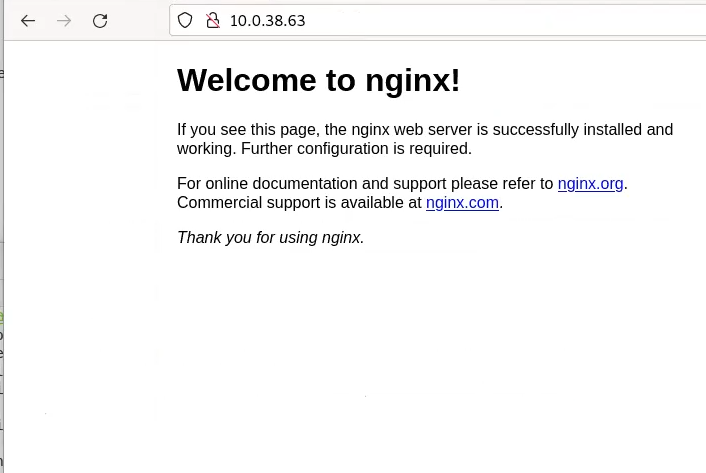 10.0.38.63
Welcome to nginx!
If you see this page, the nginx web server is successfully installed and
working. Further configuration is required.
For online documentation and support please refer to nginx.org.
Commercial support is available at nginx.com.
Thank you for using nginx.